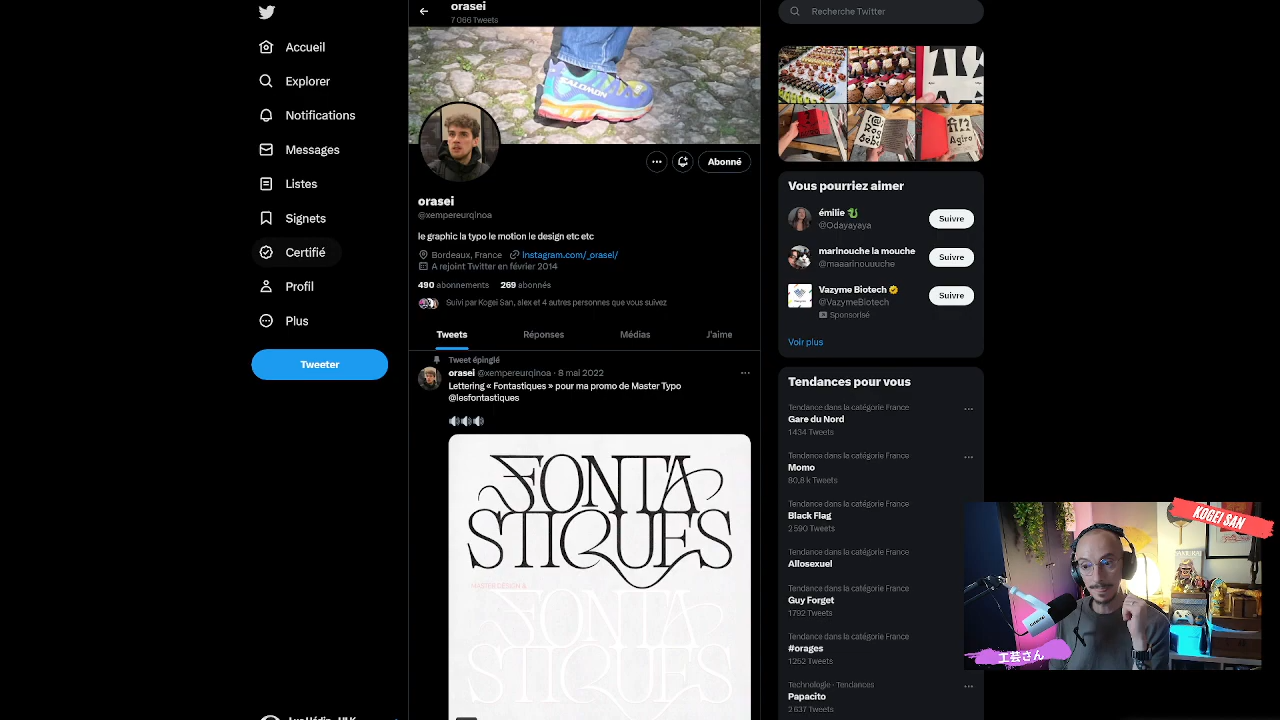 Accueil
Explorer
Notifications
Messages
Listes
Signets
Certifié
Profil
Plus
Tweeter
orasei
7 066 Tweets
SALOMON
Abonné
orasei
@xempereurqinoa
le graphic la typo le motion le design etc etc
Bordeaux, France
instagram.com/_orasei/
A rejoint Twitter en février 2014
490 abonnements 269 abonnés
Suivi par Kogei San, alex et 4 autres personnes que vous suivez
Tweets
Réponses
Médias
J'aime
Tweet épinglé
orasei @xempereurqinoa · 8 mai 2022
Lettering « Fontastiques » pour ma promo de Master Typo
@lesfontastiques
FONTA
STIQUES
MASTER DESIGN &
FONTA
STIQUES
Recherche Twitter
Vous pourriez aimer
émilie
@Odayayaya
Suivre
marinouche la mouche
@maaarinouuuche
Suivre
Vazyme Biotech
@VazymeBiotech
Sponsorisé
Suivre
Voir plus
Tendances pour vous
Tendance dans la catégorie France
Gare du Nord
1 434 Tweets
Tendance dans la catégorie France
Momo
80,8 k Tweets
Tendance dans la catégorie France
Black Flag
2 590 Tweets
Tendance dans la catégorie France
Allosexuel
Tendance dans la catégorie France
Guy Forget
1 792 Tweets
Tendance dans la catégorie France
#orages
1 262 Tweets
Technologie · Tendances
Papacito
2 637 Tweets
KOGEI SAN
工芸さん